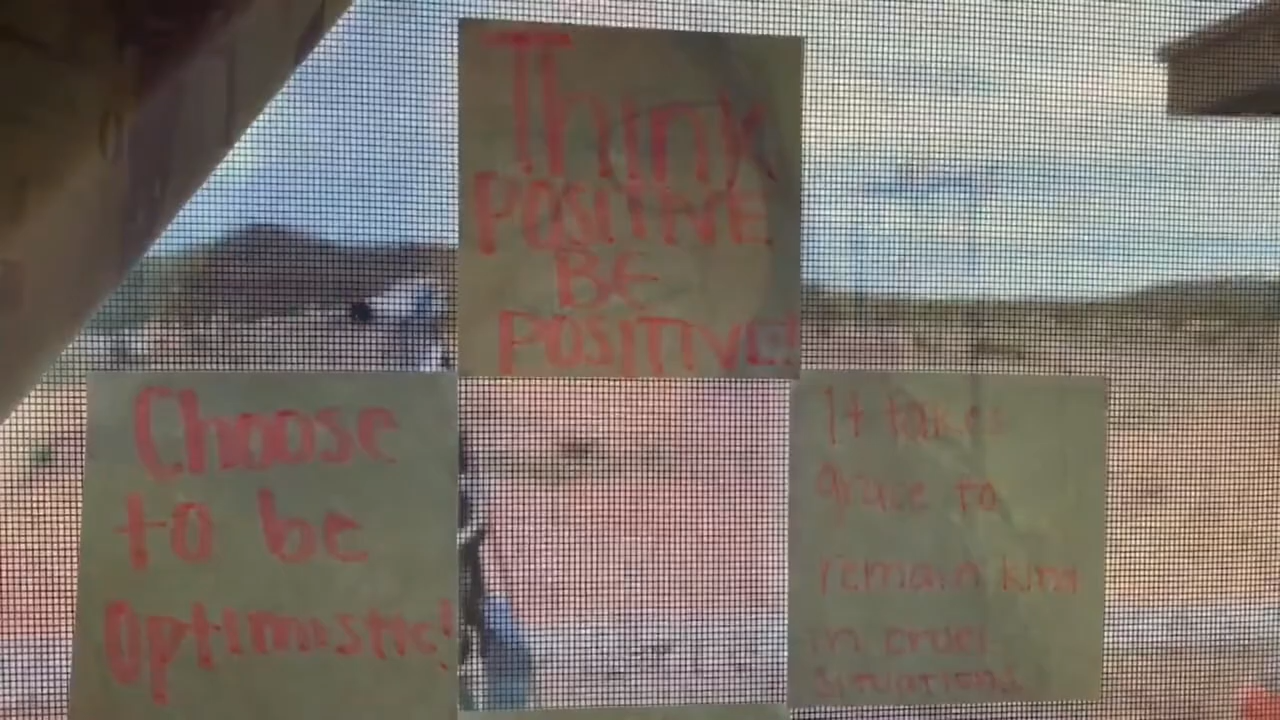 Think
POSITIVE
BE
POSITIVE!
Choose
to be
optimistic!
It takes
grace to
remain kind
in cruel
situations.